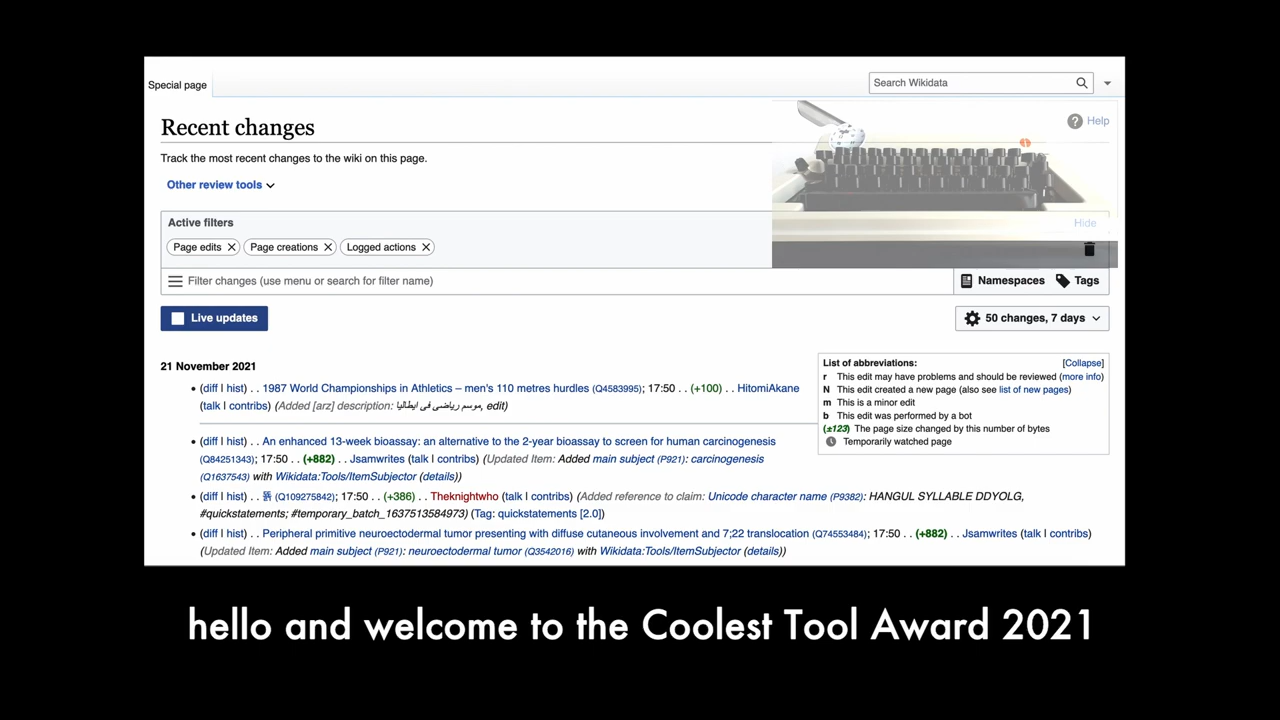 Special page
Search Wikidata
Recent changes
Help
Track the most recent changes to the wiki on this page.
Other review tools
Active filters
Hide
Page edits Page creations Logged actions
Filter changes (use menu or search for filter name)
Namespaces Tags
Live updates
50 changes, 7 days
21 November 2021
List of abbreviations: [Collapse]
r This edit may have problems and should be reviewed (more info)
N This edit created a new page (also see list of new pages)
m This is a minor edit
b This edit was performed by a bot
(±123) The page size changed by this number of bytes
Temporarily watched page
(diff | hist) . . 1987 World Championships in Athletics – men's 110 metres hurdles (Q4583995); 17:50 . . (+100) . . HitomiAkane
(talk | contribs) (Added [arz] description: موسم رياضى فى ايطاليا, edit)
(diff | hist) . . An enhanced 13-week bioassay: an alternative to the 2-year bioassay to screen for human carcinogenesis
(Q84251343); 17:50 . . (+882) . . Jsamwrites (talk | contribs) (Updated Item: Added main subject (P921): carcinogenesis
(Q1637543) with Wikidata:Tools/ItemSubjector (details))
(diff | hist) . . (Q109275842); 17:50 . . (+386) . . Theknightwho (talk | contribs) (Added reference to claim: Unicode character name (P9382): HANGUL SYLLABLE DDYOLG,
#quickstatements; #temporary_batch_1637513584973) (Tag: quickstatements [2.0])
(diff | hist) . . Peripheral primitive neuroectodermal tumor presenting with diffuse cutaneous involvement and 7;22 translocation (Q74553484); 17:50 . . (+882) . . Jsamwrites (talk | contribs)
(Updated Item: Added main subject (P921): neuroectodermal tumor (Q3542016) with Wikidata:Tools/ItemSubjector (details))
hello and welcome to the Coolest Tool Award 2021